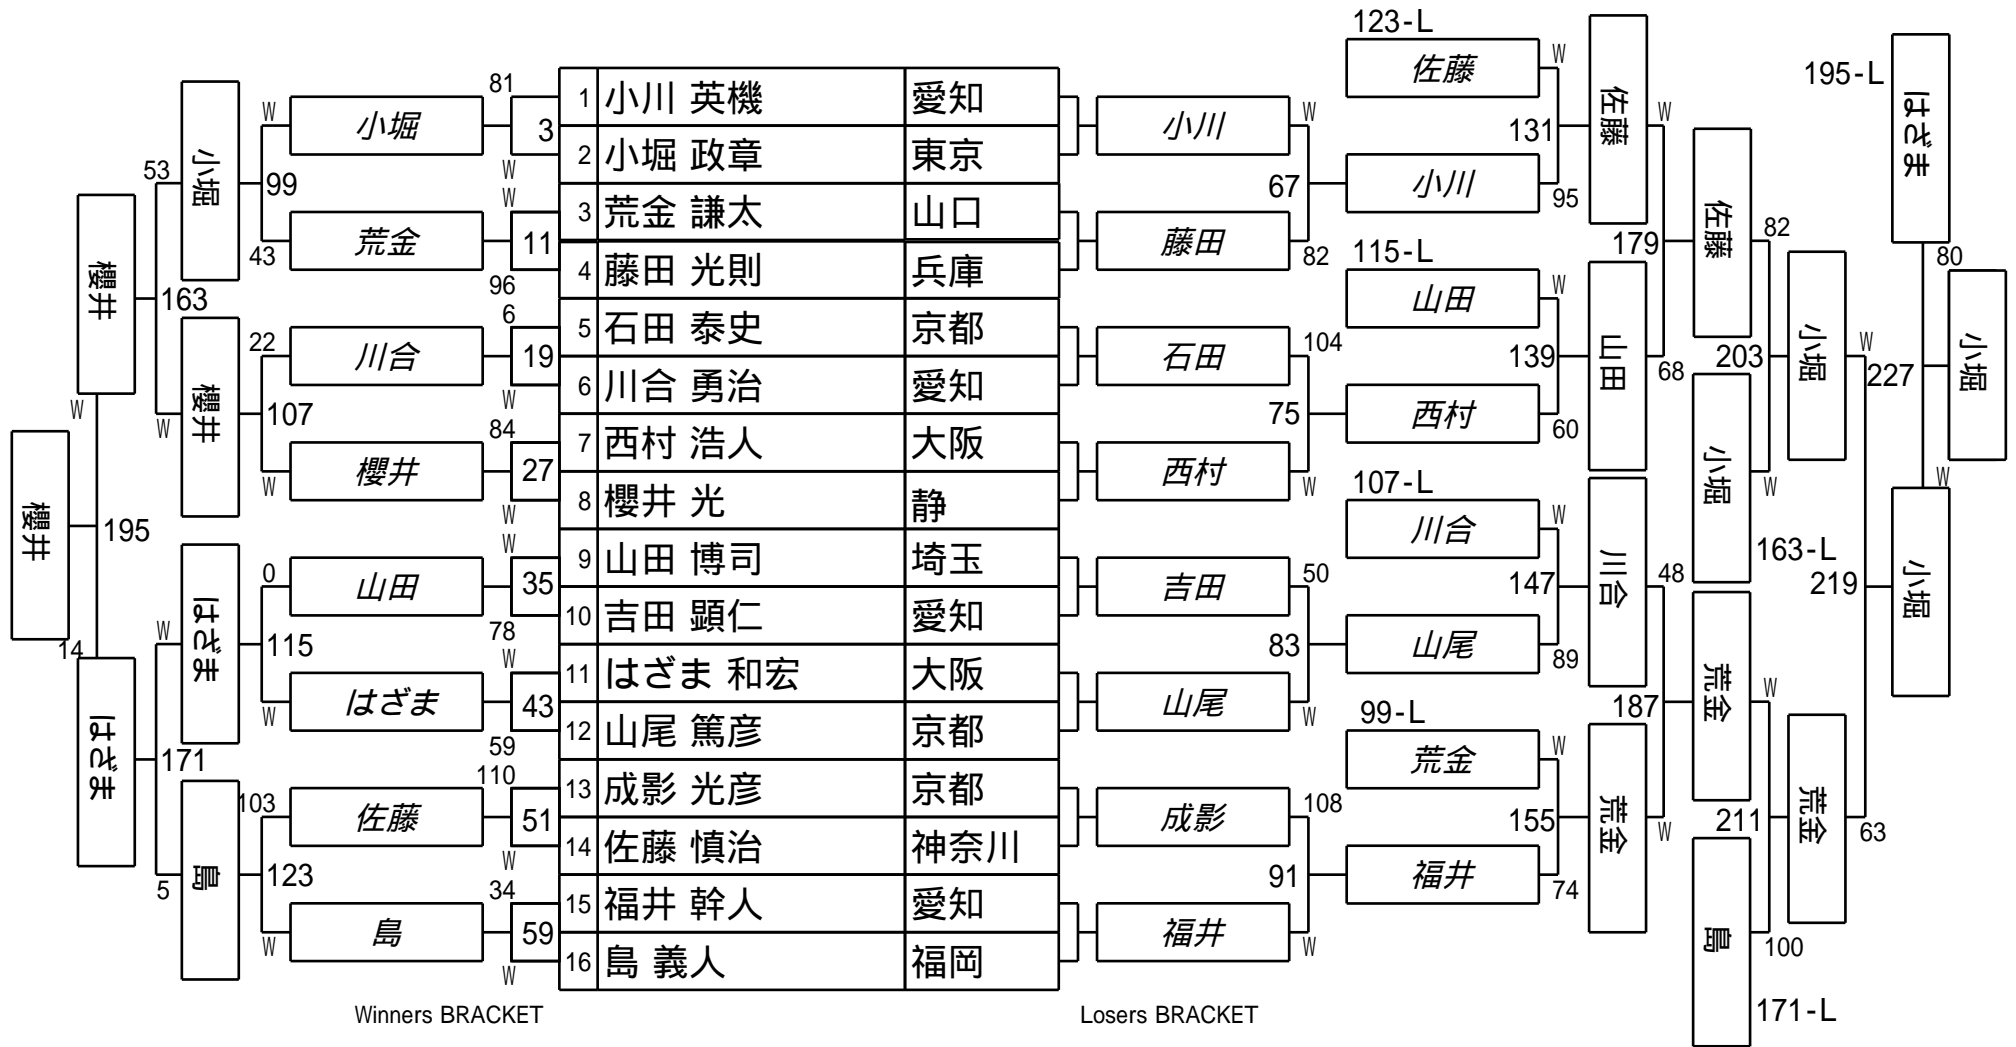 櫻井
195
14
櫻井
163
W
はざま
171
小堀
53
99
櫻井
W
107
はざま
W
115
島
5
123
W
小堀
81
3
W
43
荒金
W
11
96
22
川合
6
19
W
W
櫻井
84
27
W
0
山田
W
35
78
W
はざま
W
43
59
103
佐藤
110
51
W
W
島
34
59
W
1 小川 英機 愛知
2 小堀 政章 東京
3 荒金 謙太 山口
4 藤田 光則 兵庫
5 石田 泰史 京都
6 川合 勇治 愛知
7 西村 浩人 大阪
8 櫻井 光 静
9 山田 博司 埼玉
10 吉田 顕仁 愛知
11 はざま 和宏 大阪
12 山尾 篤彦 京都
13 成影 光彦 京都
14 佐藤 慎治 神奈川
15 福井 幹人 愛知
16 島 義人 福岡
小川 W
67
藤田 82
石田 104
75
西村 W
吉田 50
83
山尾 W
成影 108
91
福井 W
123-L
佐藤 W
131
小川 95
115-L
山田 W
139
西村 60
107-L
川合 W
147
山尾 89
99-L
荒金 W
155
福井 74
佐藤 W
179
山田 68
川合 48
187
荒金 W
佐藤 82
203
小堀 W
163-L
荒金 W
211
島 100
171-L
小堀 W
227
219
荒金 63
195-L
はざま 80
小堀
W
小堀
Winners BRACKET
Losers BRACKET